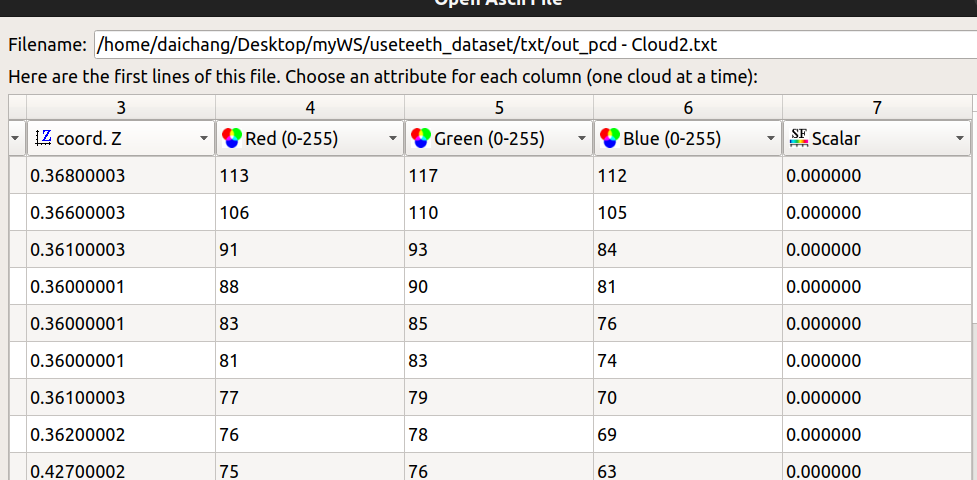 Open Ascii File
Filename: /home/daichang/Desktop/myWS/useteeth_dataset/txt/out_pcd - Cloud2.txt
Here are the first lines of this file. Choose an attribute for each column (one cloud at a time):
3 4 5 6 7
Z coord. Z Red (0-255) Green (0-255) Blue (0-255) SF Scalar
0.36800003 113 117 112 0.000000
0.36600003 106 110 105 0.000000
0.36100003 91 93 84 0.000000
0.36000001 88 90 81 0.000000
0.36000001 83 85 76 0.000000
0.36000001 81 83 74 0.000000
0.36100003 77 79 70 0.000000
0.36200002 76 78 69 0.000000
0.42700002 75 76 63 0.000000